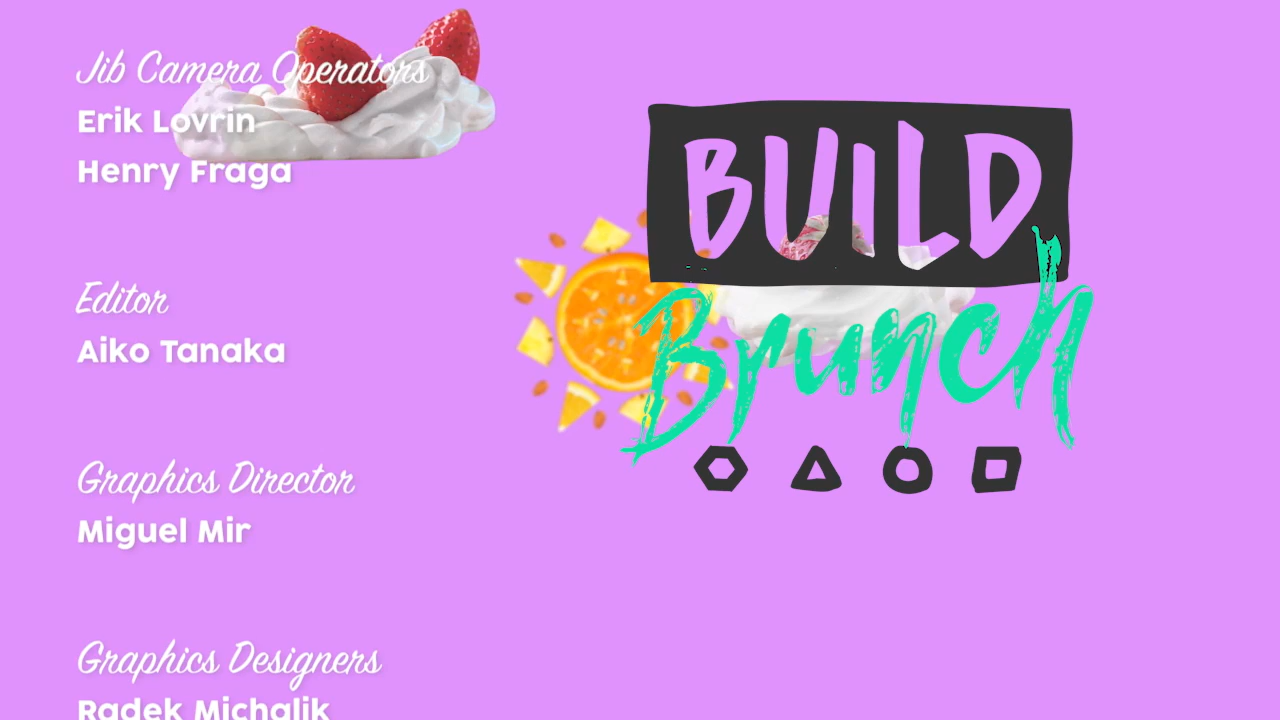 Jib Camera Operators
Erik Lovrin
Henry Fraga
Editor
Aiko Tanaka
Graphics Director
Miguel Mir
Graphics Designers
Radek Michalik
BUILD
Brunch